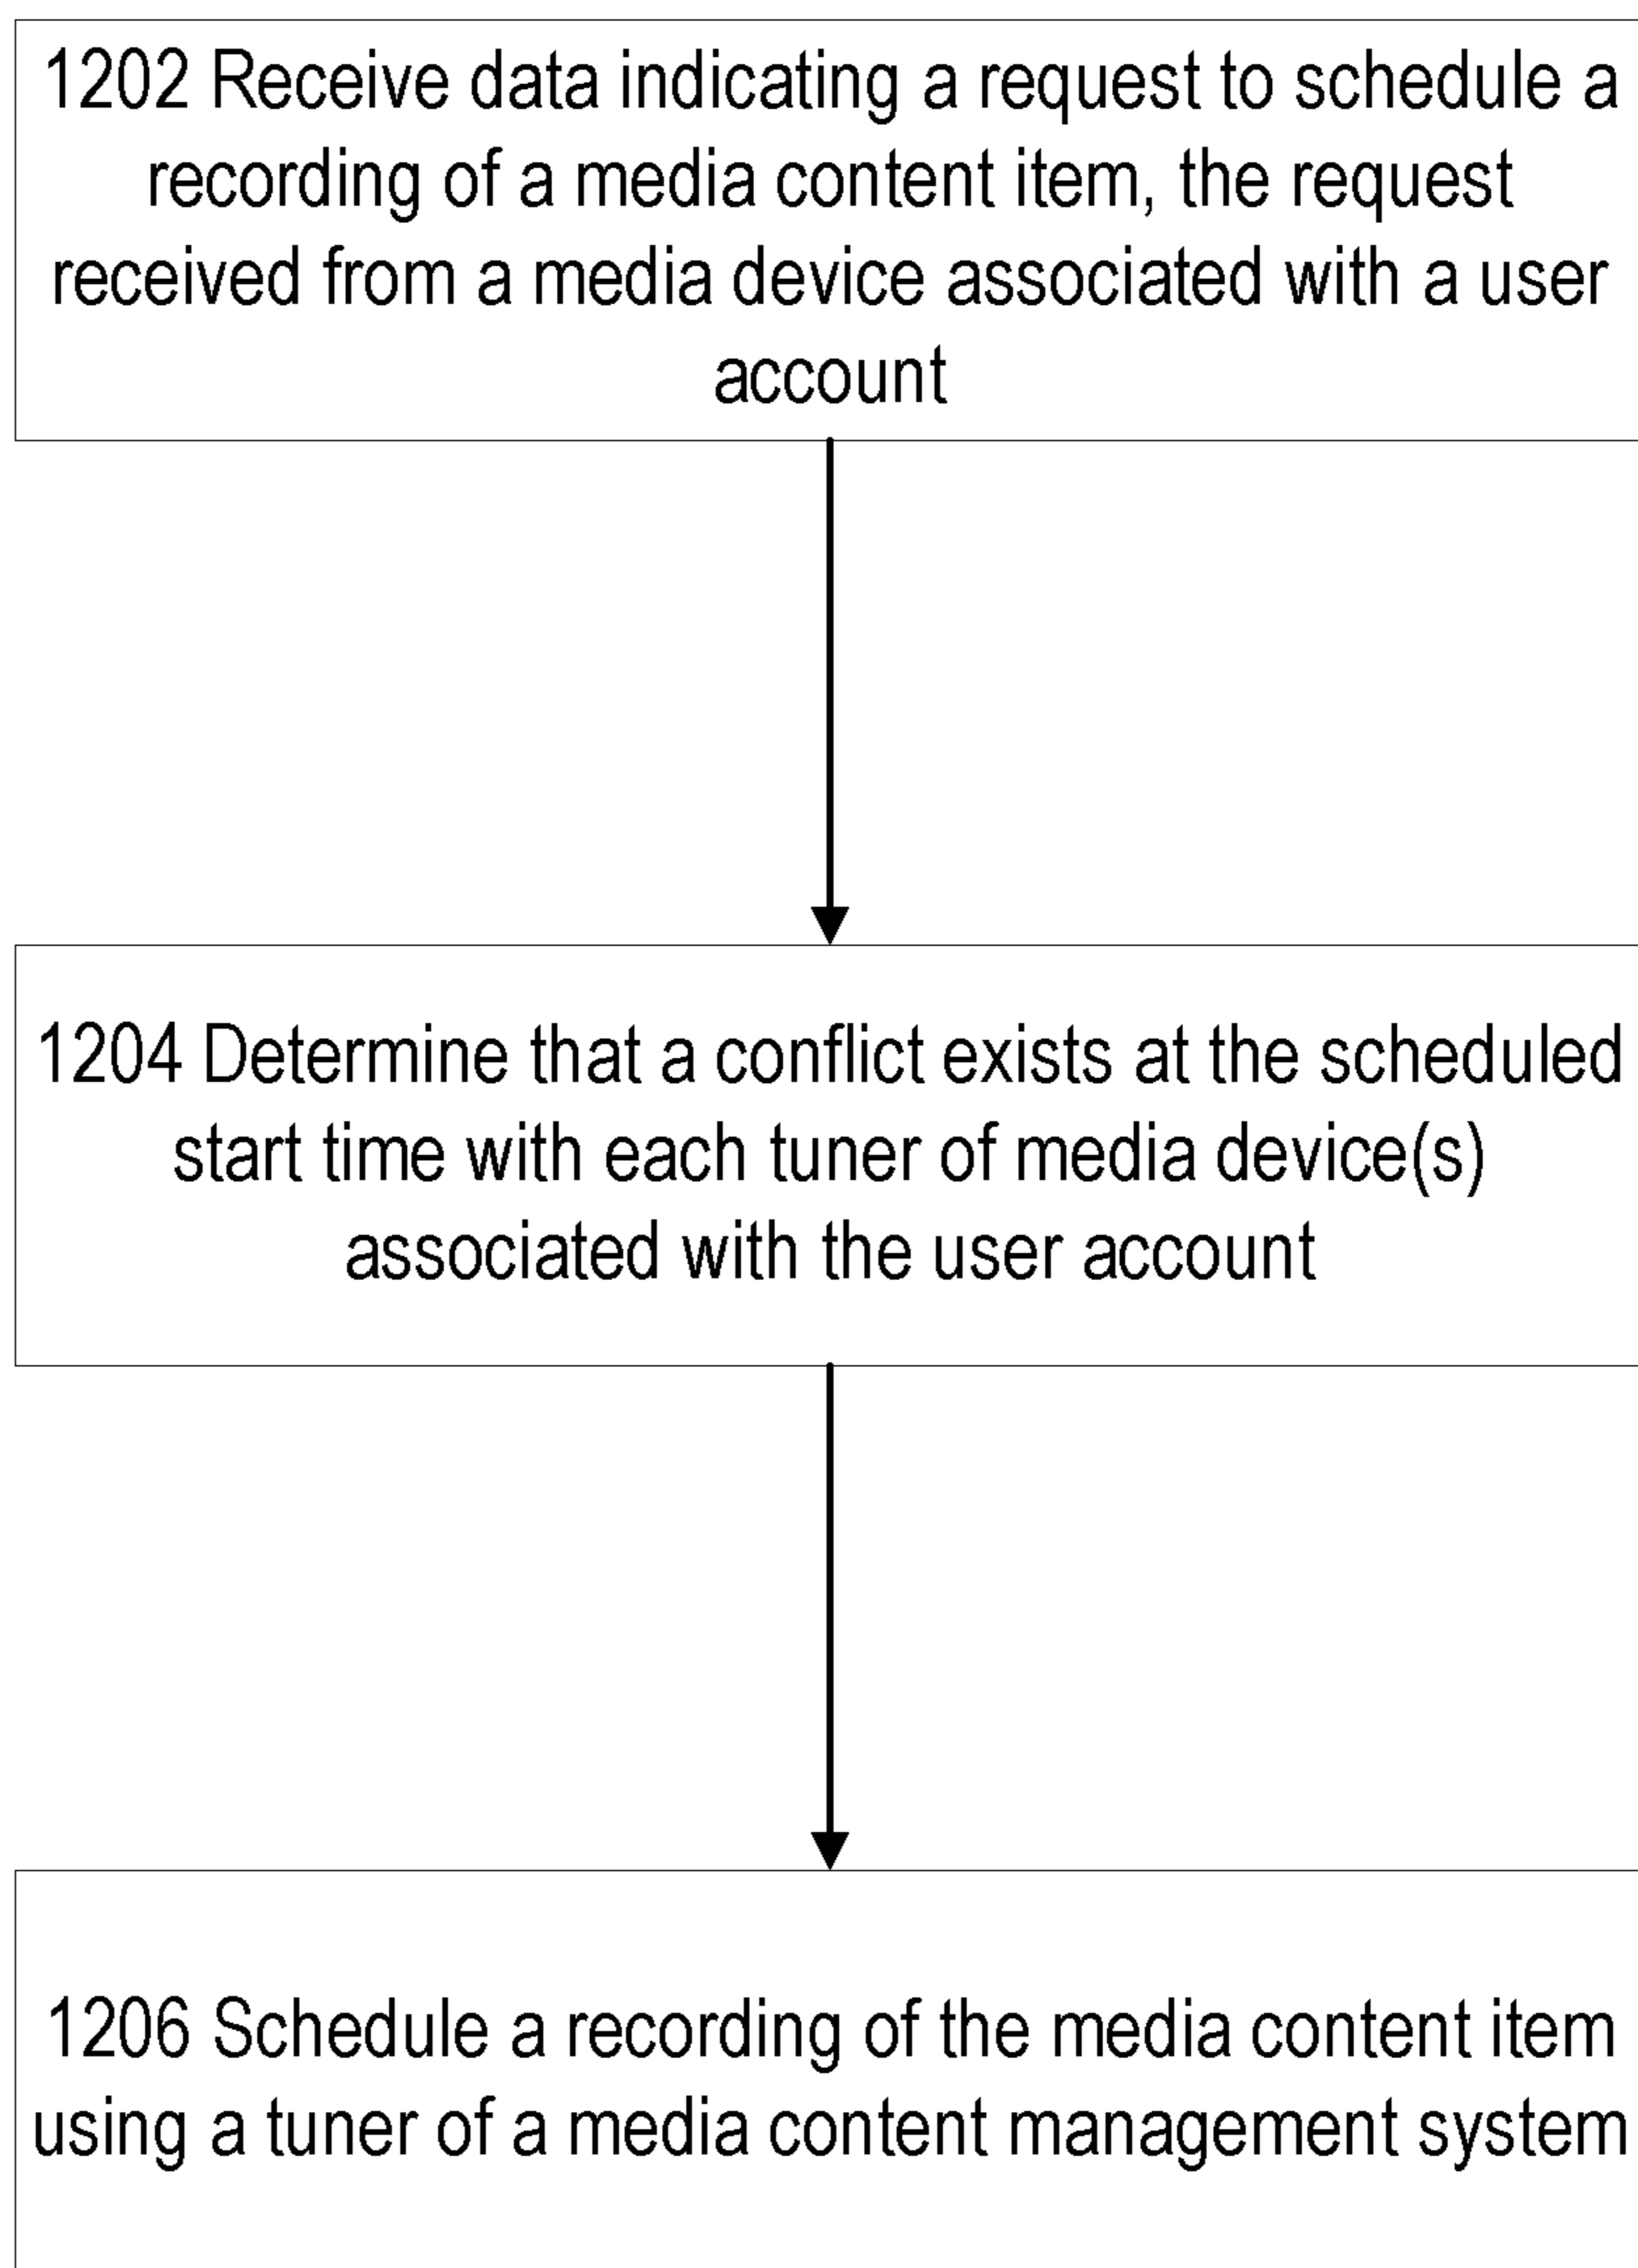 1202 Receive data indicating a request to schedule a
recording of a media content item, the request
received from a media device associated with a user
account
1204 Determine that a conflict exists at the scheduled
start time with each tuner of media device(s)
associated with the user account
1206 Schedule a recording of the media content item
using a tuner of a media content management system